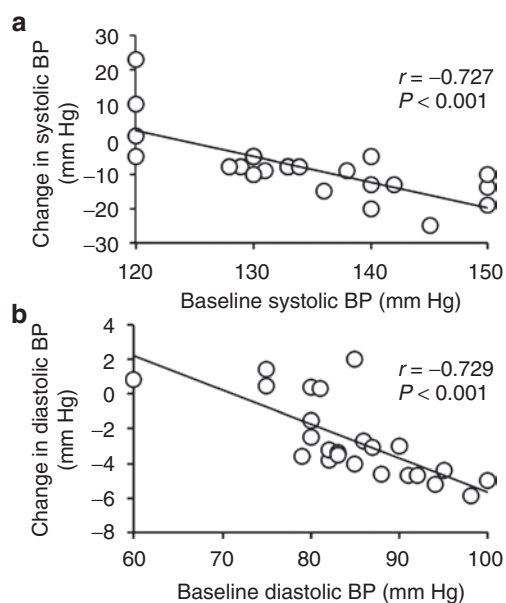 a
Change in systolic BP
(mm Hg)
30
20
10
0
−10
−20
−30
r = −0.727
P < 0.001
120
130
140
150
Baseline systolic BP (mm Hg)
b
Change in diastolic BP
(mm Hg)
4
2
0
−2
−4
−6
−8
r = −0.729
P < 0.001
60
70
80
90
100
Baseline diastolic BP (mm Hg)